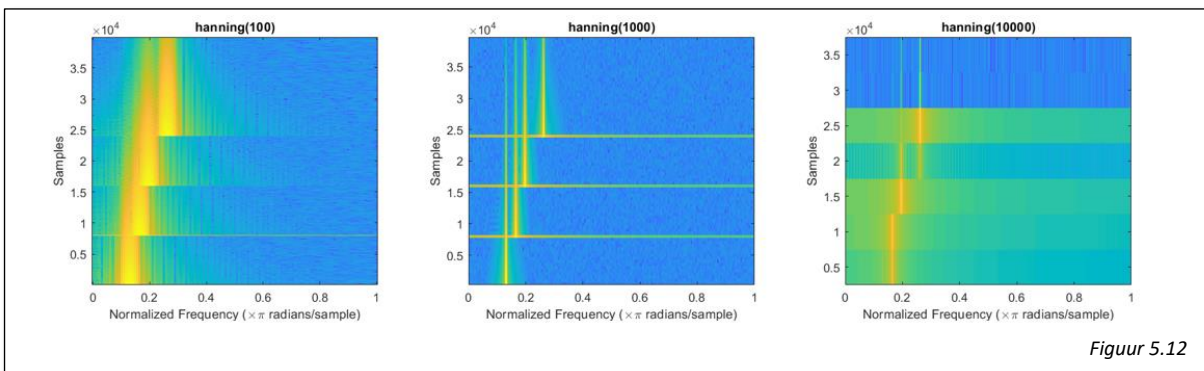 hanning(100)
×10⁴
3.5
3
2.5
2
1.5
1
0.5
Samples
0 0.2 0.4 0.6 0.8 1
Normalized Frequency (×π radians/sample)
hanning(1000)
×10⁴
3.5
3
2.5
2
1.5
1
0.5
Samples
0 0.2 0.4 0.6 0.8 1
Normalized Frequency (×π radians/sample)
hanning(10000)
×10⁴
3.5
3
2.5
2
1.5
1
0.5
Samples
0 0.2 0.4 0.6 0.8 1
Normalized Frequency (×π radians/sample)
Figuur 5.12